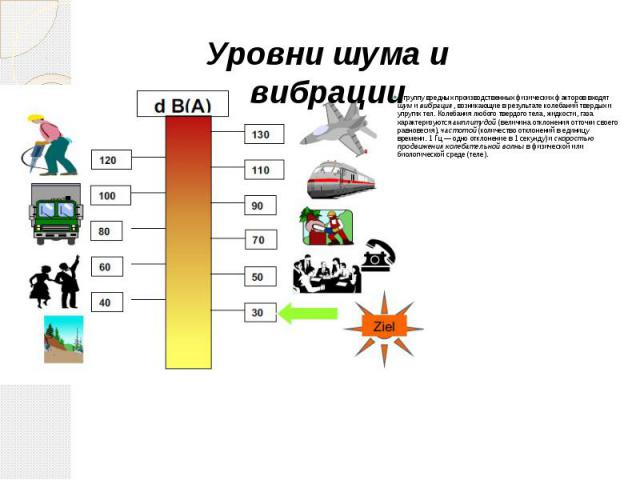 Уровни шума и
вибрации
группу вредных производственных физических факторов входят
шум и вибрация, возникающие в результате колебаний твердых и
упругих тел. Колебания любого твердого тела, жидкости, газа
характеризуются амплитудой (величина отклонения от точки своего
равновесия), частотой (количество отклонений в единицу
времени. 1 Гц — одно отклонение в 1 секунду) и скоростью
продвижения колебательной волны в физической или
биологической среде (теле).
d B(A)
130
120
110
100
90
80
70
60
50
40
30
Ziel